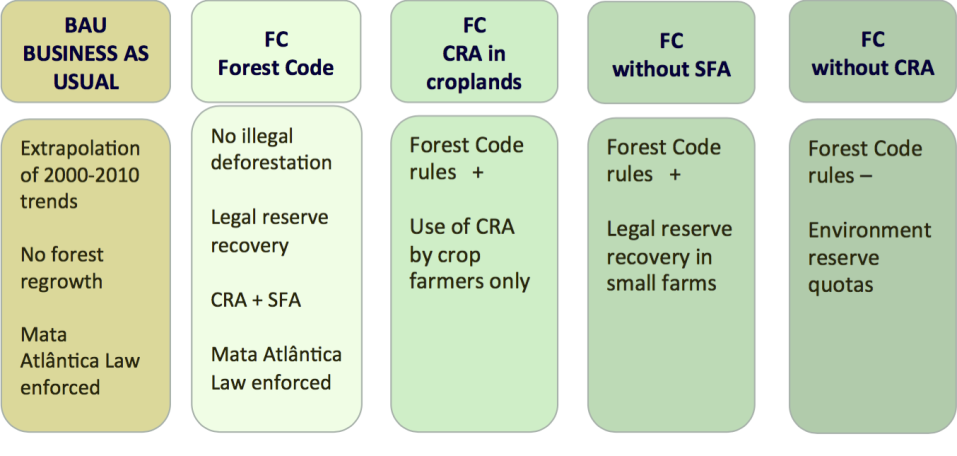 BAU
BUSINESS AS
USUAL
Extrapolation
of 2000-2010
trends
No forest
regrowth
Mata
Atlântica Law
enforced
FC
Forest Code
No illegal
deforestation
Legal reserve
recovery
CRA + SFA
Mata Atlântica
Law enforced
FC
CRA in
croplands
Forest Code
rules +
Use of CRA
by crop
farmers only
FC
without SFA
Forest Code
rules +
Legal reserve
recovery in
small farms
FC
without CRA
Forest Code
rules –
Environment
reserve
quotas